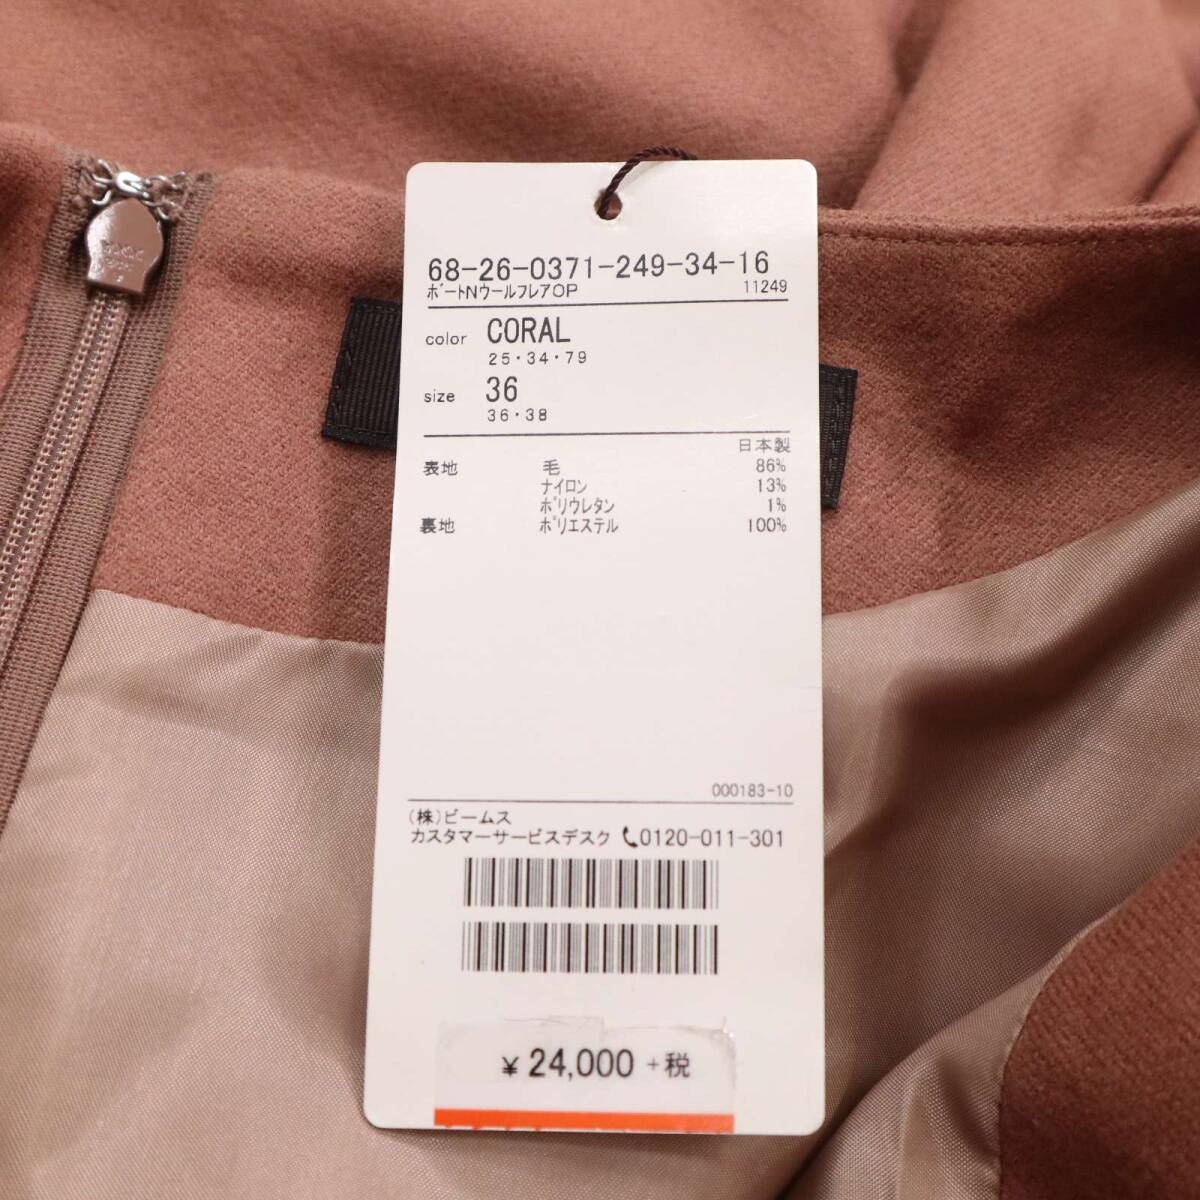 68-26-0371-249-34-16
ボートNウールフレアOP 11249
color CORAL
25・34・79
size 36
36・38
日本製
表地 毛 86%
ナイロン 13%
ポリウレタン 1%
裏地 ポリエステル 100%
000183-10
(株)ビームス
カスタマーサービスデスク 0120-011-301
¥ 24,000 +税